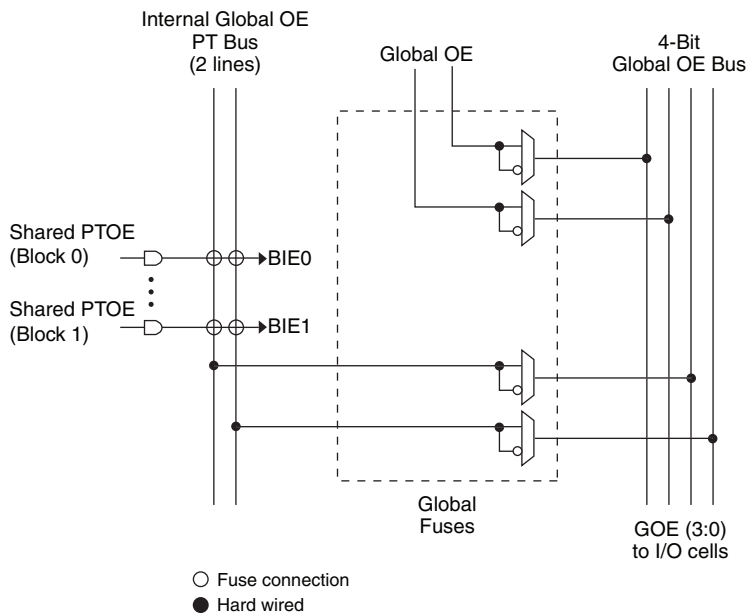 Internal Global OE
PT Bus
(2 lines)
Global OE
4-Bit
Global OE Bus
Shared PTOE
(Block 0)
BIE0
Shared PTOE
(Block 1)
BIE1
Global
Fuses
GOE (3:0)
to I/O cells
Fuse connection
Hard wired